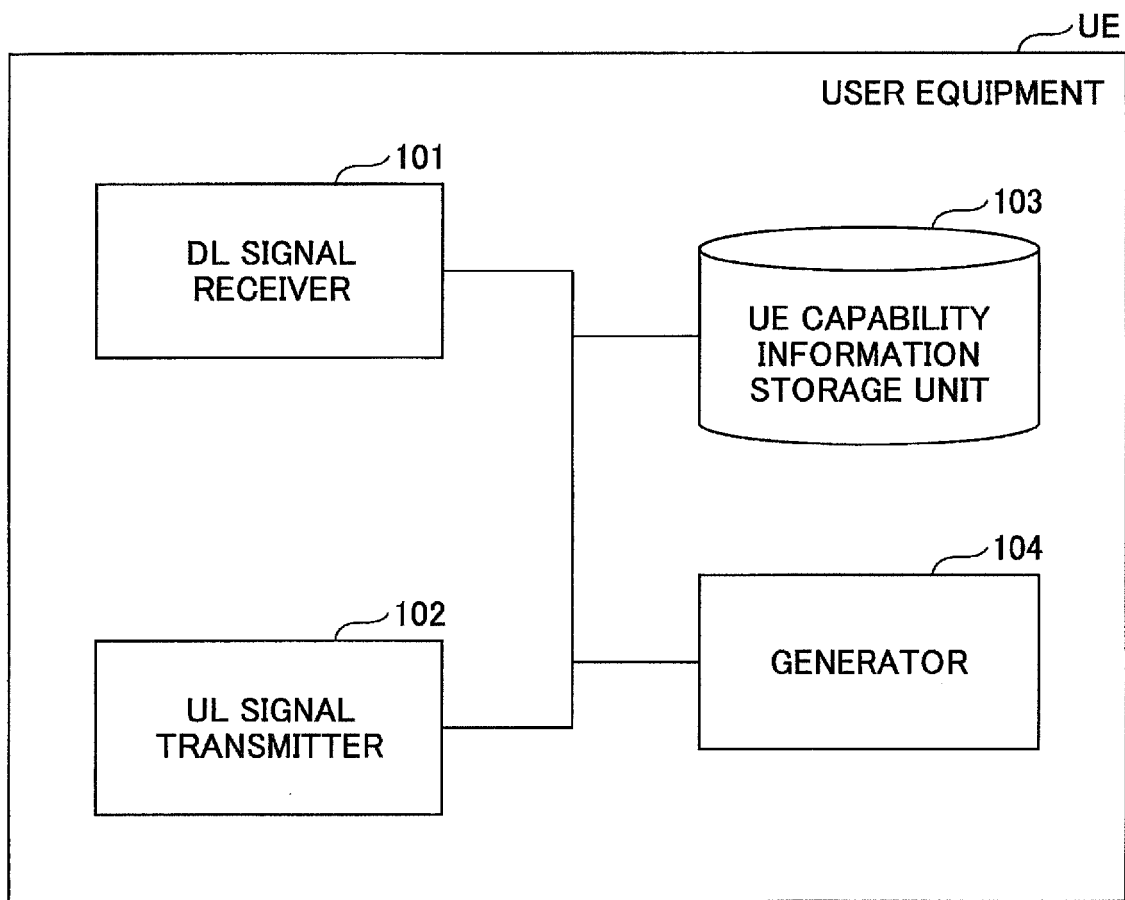 UE
USER EQUIPMENT
101
DL SIGNAL
RECEIVER
103
UE CAPABILITY
INFORMATION
STORAGE UNIT
102
UL SIGNAL
TRANSMITTER
104
GENERATOR